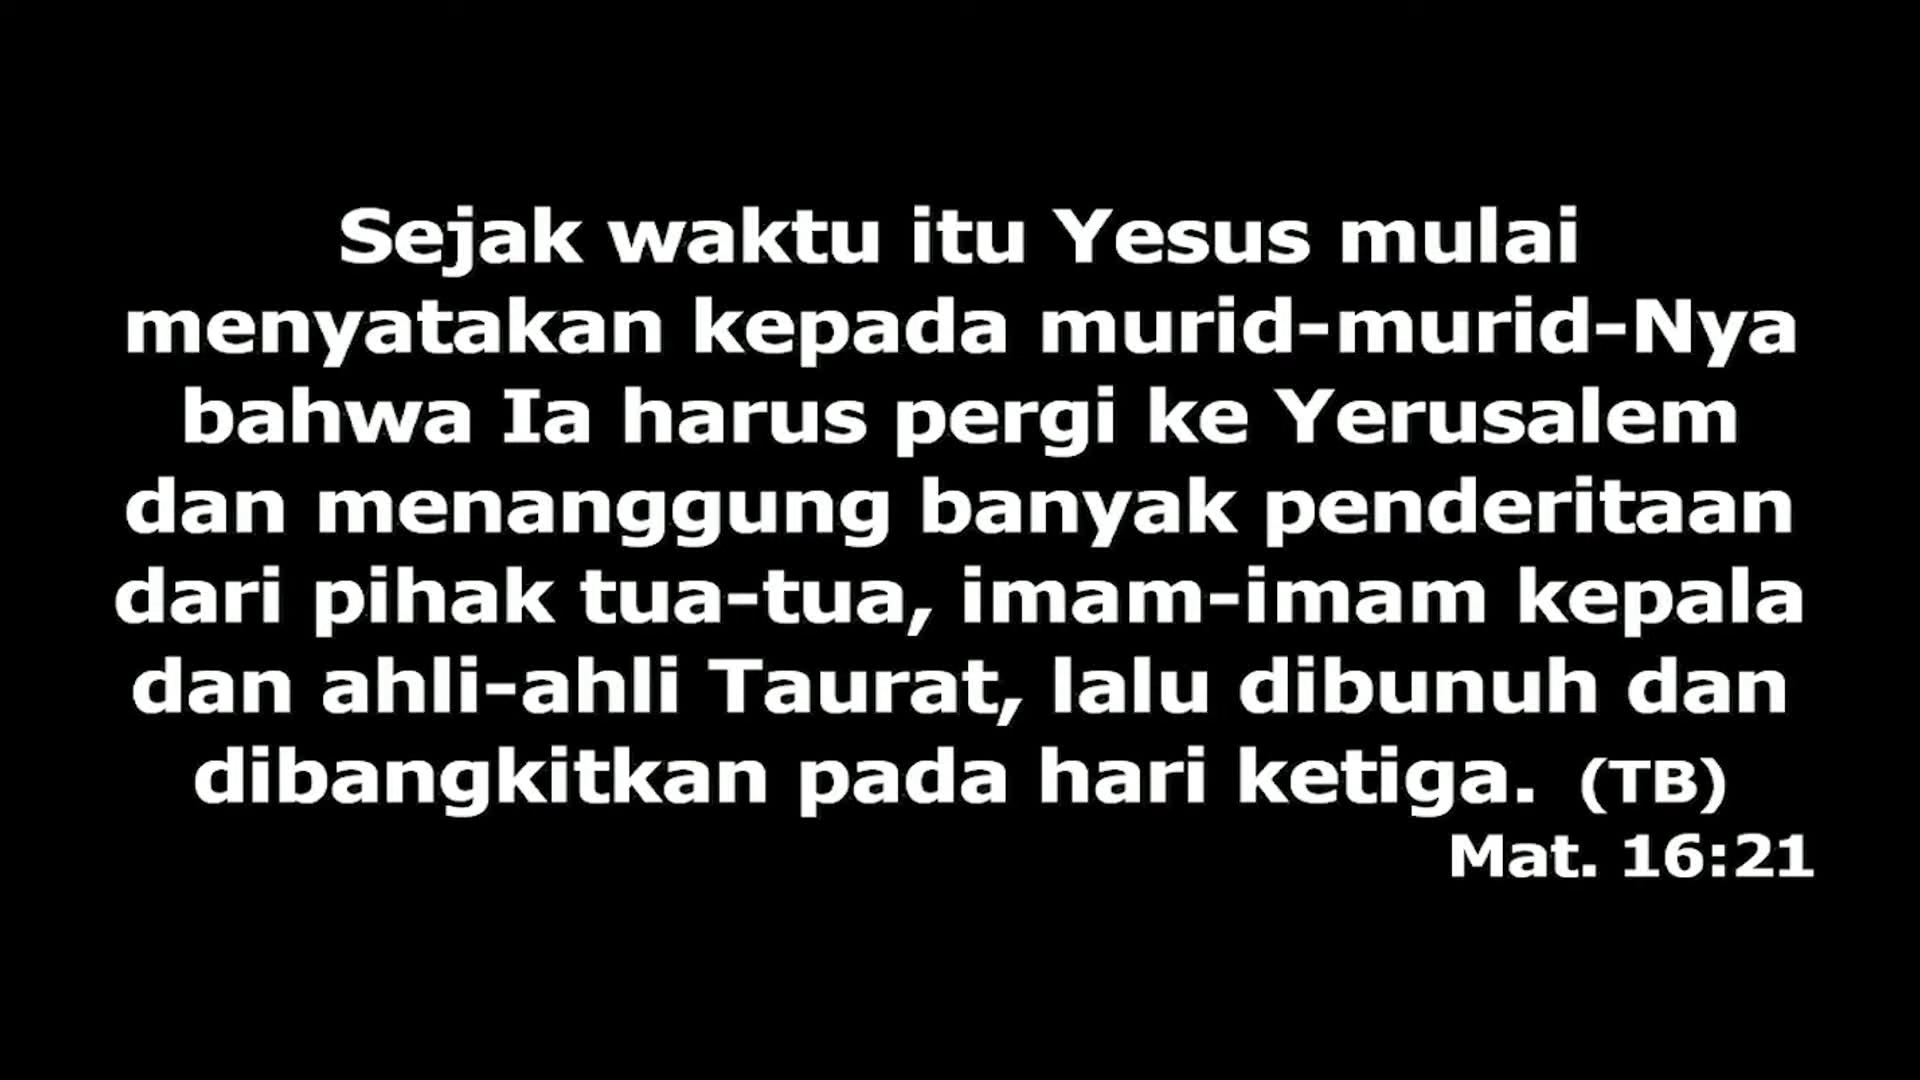 Sejak waktu itu Yesus mulai
menyatakan kepada murid-murid-Nya
bahwa Ia harus pergi ke Yerusalem
dan menanggung banyak penderitaan
dari pihak tua-tua, imam-imam kepala
dan ahli-ahli Taurat, lalu dibunuh dan
dibangkitkan pada hari ketiga. (TB)
Mat. 16:21